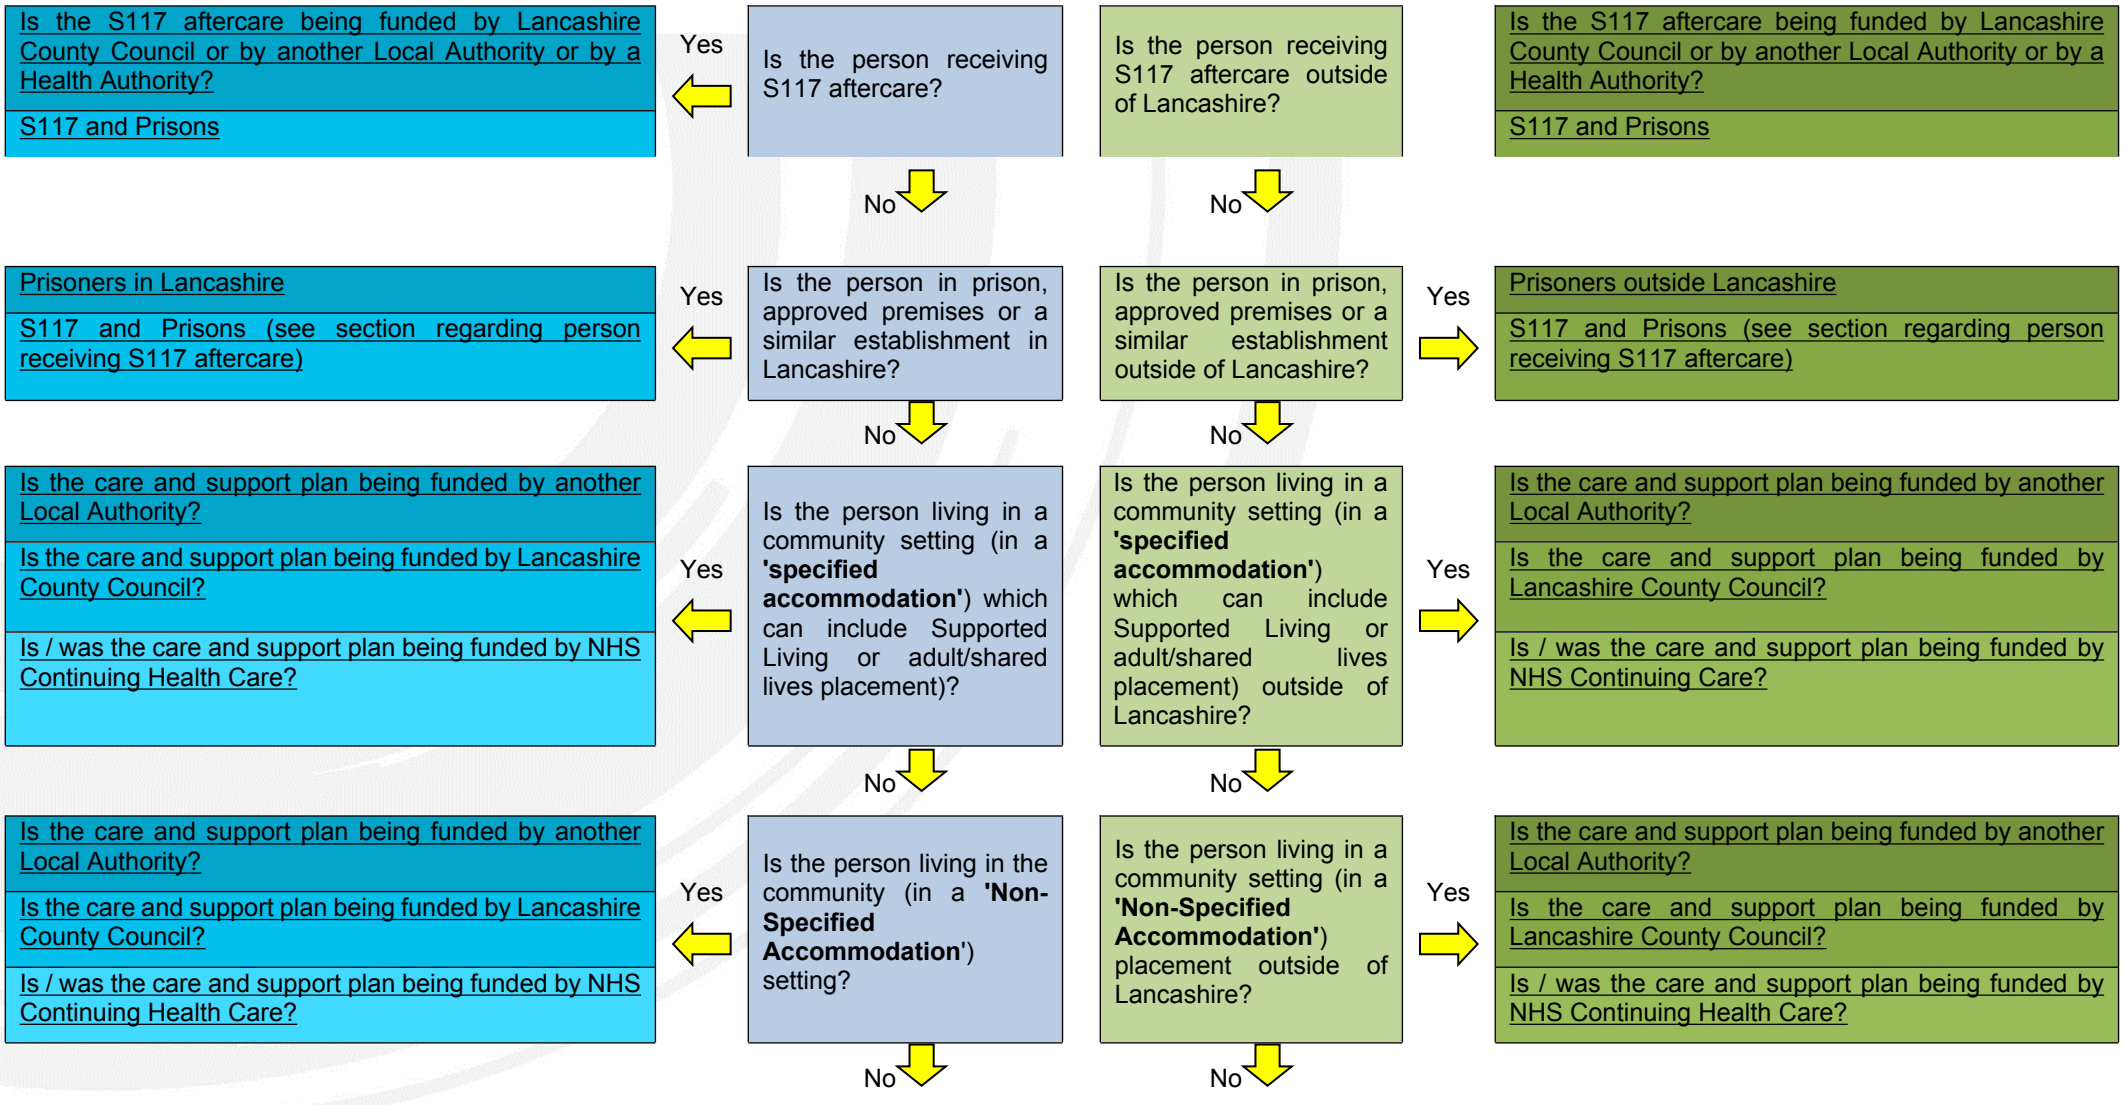 Is the S117 aftercare being funded by Lancashire
County Council or by another Local Authority or by a
Health Authority?
S117 and Prisons
Yes
Is the person receiving
S117 aftercare?
Is the person receiving
S117 aftercare outside
of Lancashire?
Is the S117 aftercare being funded by Lancashire
County Council or by another Local Authority or by a
Health Authority?
S117 and Prisons
No
No
Prisoners in Lancashire
S117 and Prisons (see section regarding person
receiving S117 aftercare)
Yes
Is the person in prison,
approved premises or a
similar establishment in
Lancashire?
Is the person in prison,
approved premises or a
similar establishment
outside of Lancashire?
Yes
Prisoners outside Lancashire
S117 and Prisons (see section regarding person
receiving S117 aftercare)
No
No
Is the care and support plan being funded by another
Local Authority?
Is the care and support plan being funded by Lancashire
County Council?
Is / was the care and support plan being funded by NHS
Continuing Health Care?
Yes
Is the person living in a
community setting (in a
'specified
accommodation') which
can include Supported
Living or adult/shared
lives placement)?
Is the person living in a
community setting (in a
'specified
accommodation')
which can include
Supported Living or
adult/shared lives
placement) outside of
Lancashire?
Yes
Is the care and support plan being funded by another
Local Authority?
Is the care and support plan being funded by
Lancashire County Council?
Is / was the care and support plan being funded by
NHS Continuing Care?
No
No
Is the care and support plan being funded by another
Local Authority?
Is the care and support plan being funded by Lancashire
County Council?
Is / was the care and support plan being funded by NHS
Continuing Health Care?
Yes
Is the person living in the
community (in a 'Non-
Specified
Accommodation')
setting?
Is the person living in a
community setting (in a
'Non-Specified
Accommodation')
placement outside of
Lancashire?
Yes
Is the care and support plan being funded by another
Local Authority?
Is the care and support plan being funded by
Lancashire County Council?
Is / was the care and support plan being funded by
NHS Continuing Health Care?
No
No